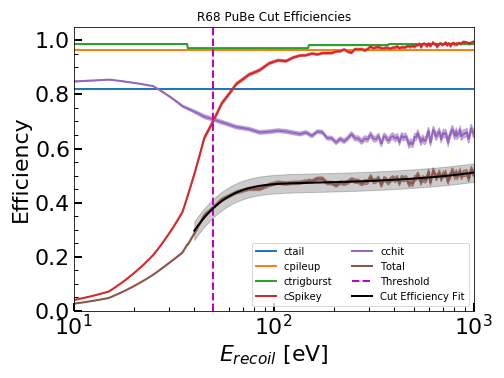 R68 PuBe Cut Efficiencies
1.0
0.8
0.6
0.4
0.2
0.0
Efficiency
ctail
cpileup
ctrigburst
cSpikey
cchit
Total
Threshold
Cut Efficiency Fit
10^1
10^2
10^3
E_recoil [eV]